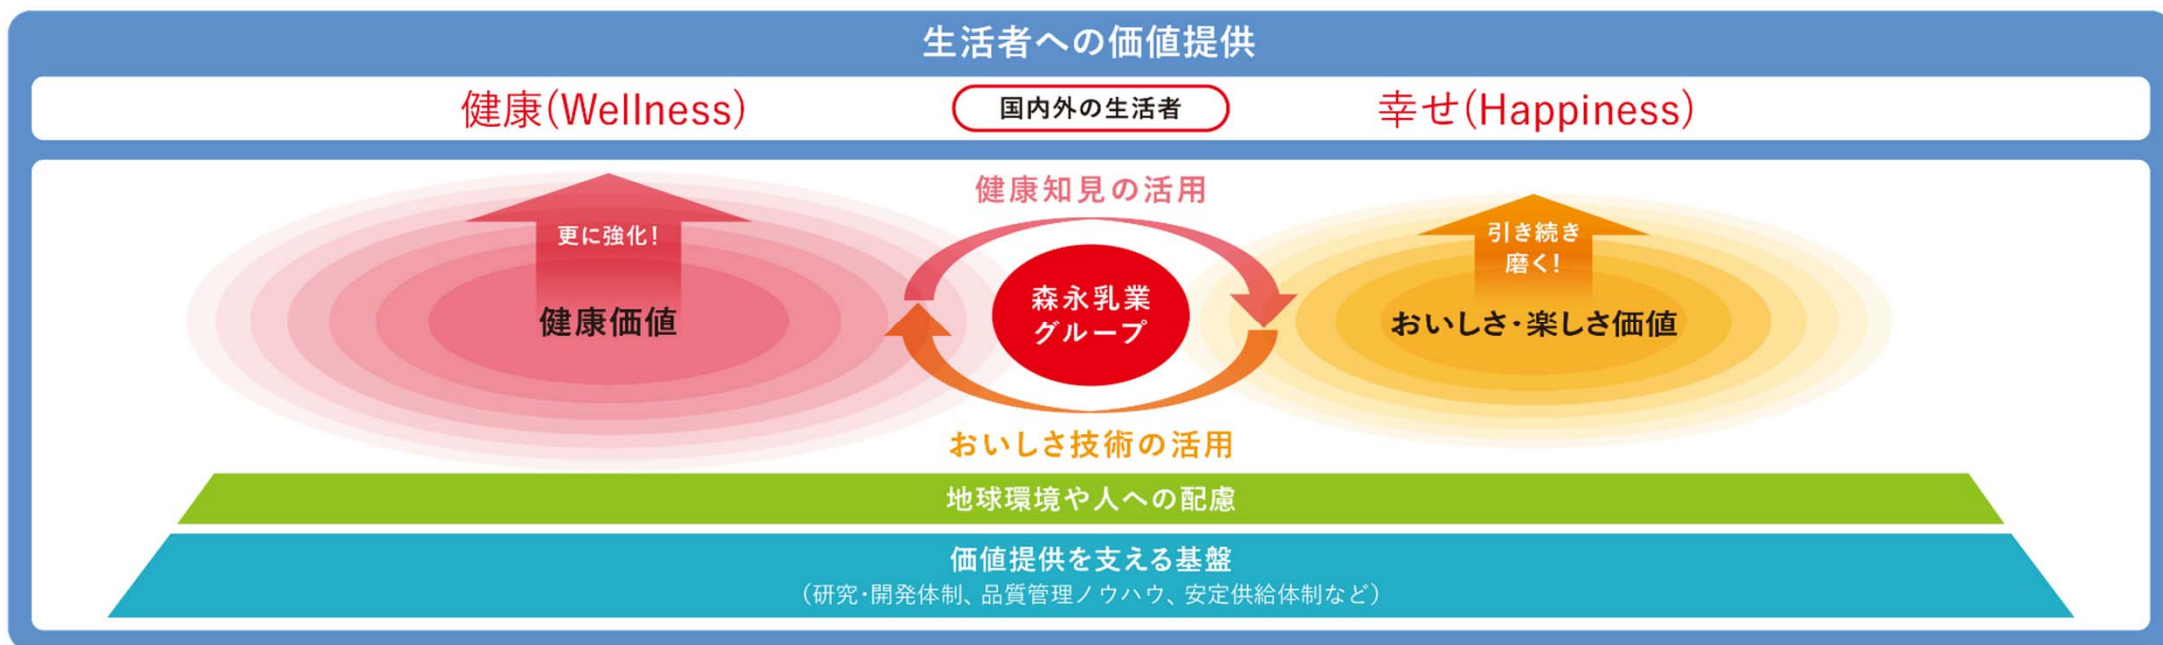 生活者への価値提供
健康(Wellness)
国内外の生活者
幸せ(Happiness)
更に強化!
健康価値
健康知見の活用
森永乳業
グループ
おいしさ技術の活用
引き続き
磨く!
おいしさ・楽しさ価値
地球環境や人への配慮
価値提供を支える基盤
(研究・開発体制、品質管理ノウハウ、安定供給体制など)